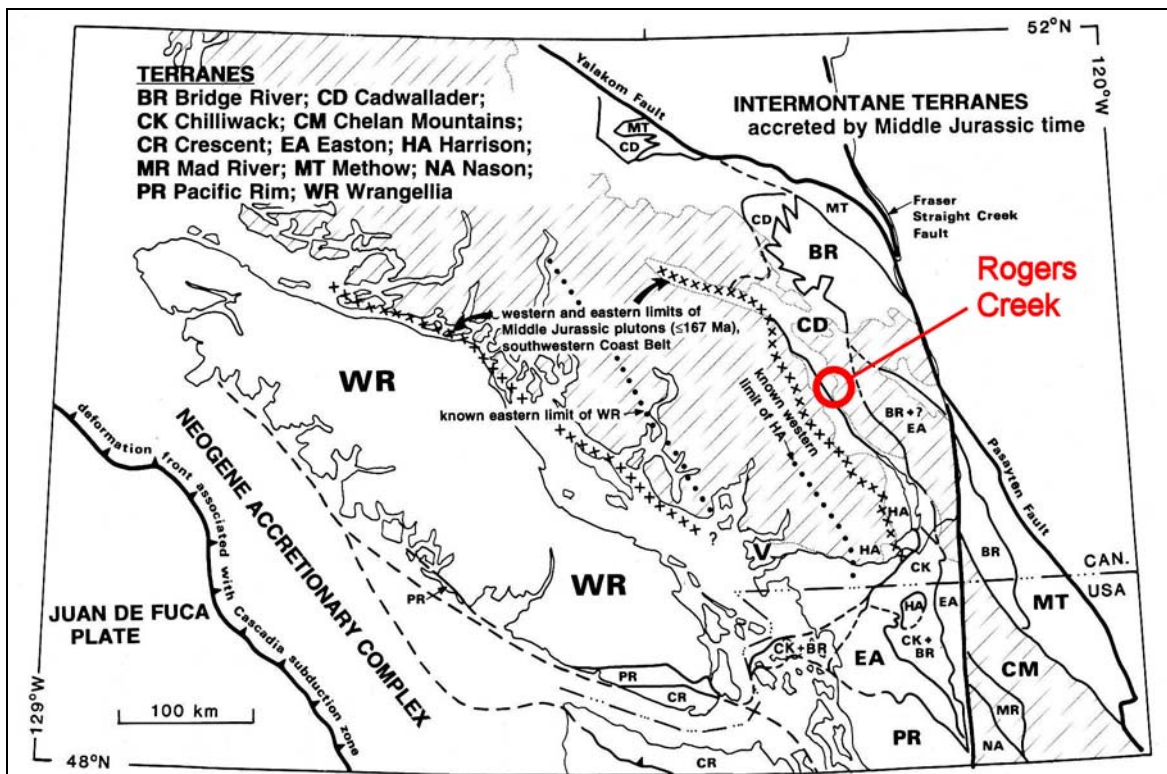 52°N
120°W
TERRANES
BR Bridge River; CD Cadwallader;
CK Chilliwack; CM Chelan Mountains;
CR Crescent; EA Easton; HA Harrison;
MR Mad River; MT Methow; NA Nason;
PR Pacific Rim; WR Wrangellia
Yalakom Fault
INTERMONTANE TERRANES
accreted by Middle Jurassic time
MT
CD
Fraser
Straight Creek
Fault
CD
MT
BR
Rogers
Creek
western and eastern limits of
Middle Jurassic plutons (≤167 Ma),
southwestern Coast Belt
CD
WR
known eastern limit of WR
known western
limit of HA
BR+?
EA
Pasayten Fault
deformation front associated with Cascadia subduction zone
NEOGENE ACCRETIONARY COMPLEX
?
V
HA
HA
CK
BR
CAN.
USA
PR
WR
JUAN DE FUCA
PLATE
HA
EA
MT
CK+
BR
CK+BR
EA
CM
PR
CR
MR
100 km
PR
NA
CR
129°W
48°N